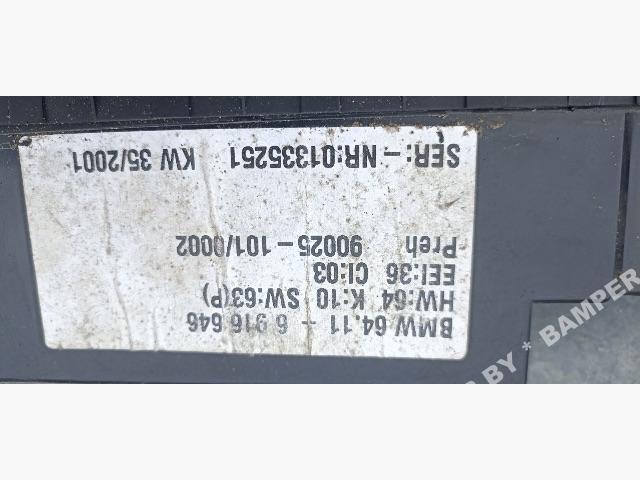 BMW 64.11 - 6 916 646
HW:64 K:10 SW:63(P)
EEI:36 CI:03
Preh 90025-101/0002
SER:-NR:01335251 KW 35/2001
BY * BAMPER